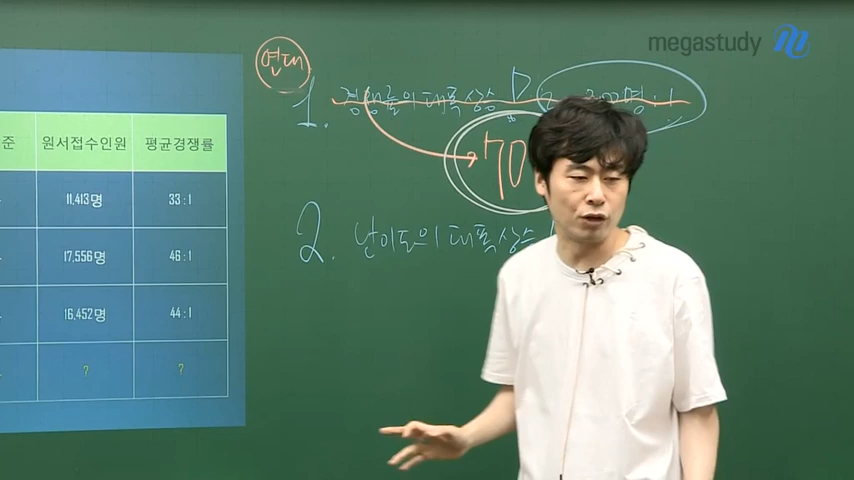 megastudy
연대
준 원서접수인원 평균경쟁률
11,413명 33 : 1
17,556명 46 : 1
16,452명 44 : 1
? ?
1. 경쟁률의 대폭 상승
70
2. 난이도의 대폭 상승